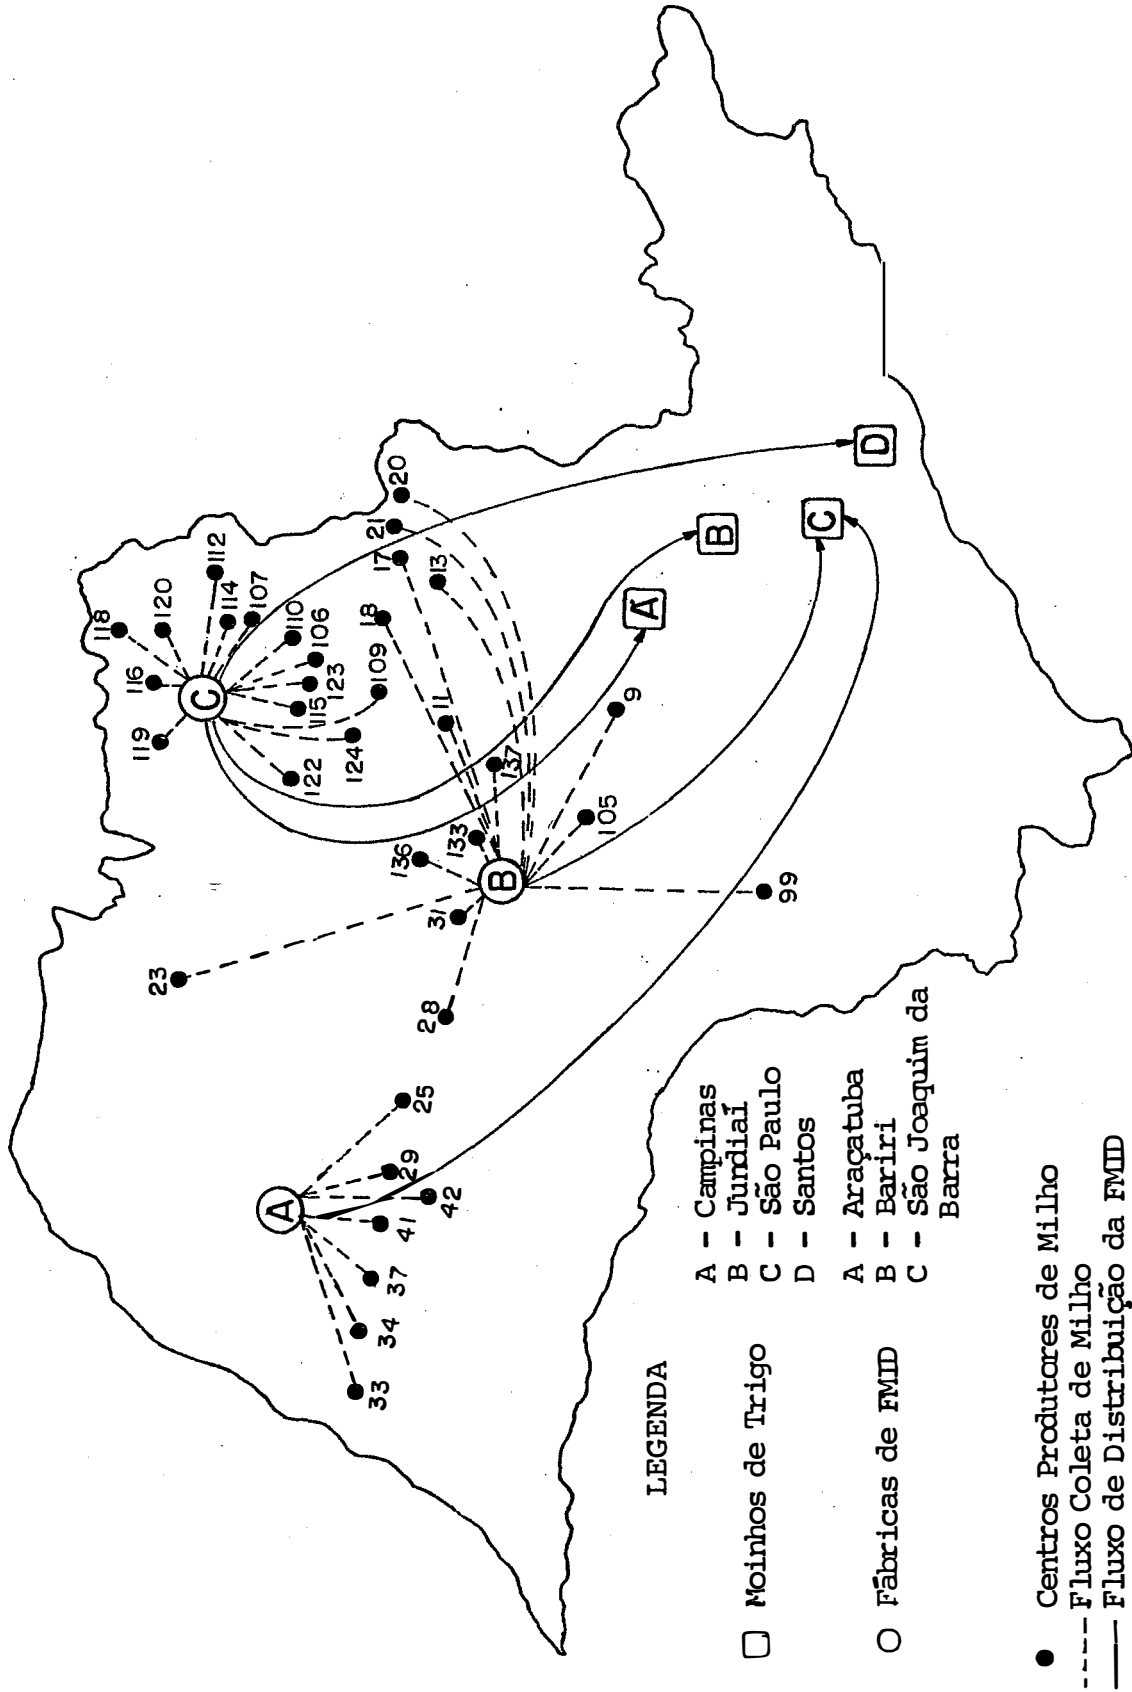 118
120
112
114
107
110
106
123
115
109
124
122
116
119
C
20
21
17
13
18
11
137
133
136
31
28
23
B
9
105
99
25
29
42
41
37
34
33
A
A
B
C
D
LEGENDA
Moinhos de Trigo
A - Campinas
B - Jundiaí
C - São Paulo
D - Santos
Fábricas de FMID
A - Araçatuba
B - Bariri
C - São Joaquim da
Barra
Centros Produtores de Milho
Fluxo Coleta de Milho
Fluxo de Distribuição da FMID